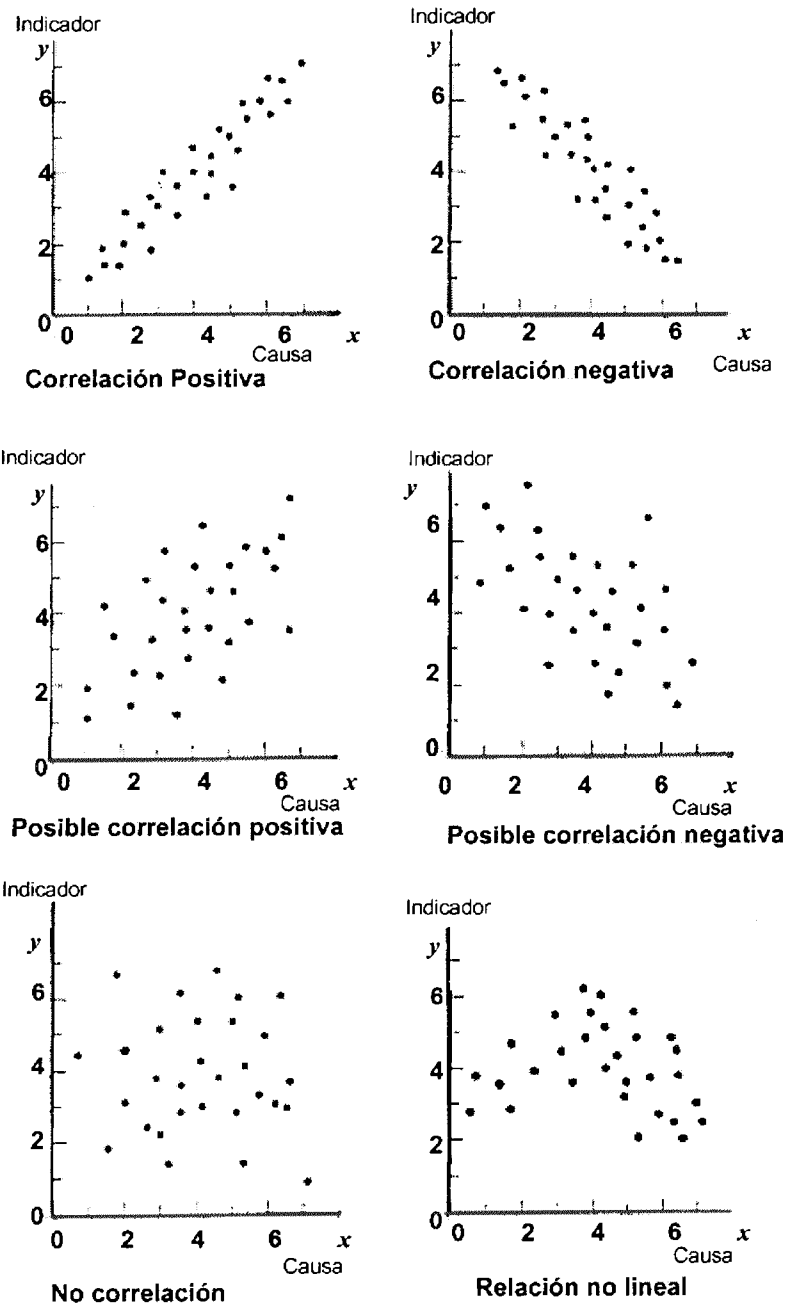 Indicador
y
6
4
2
0
0 2 4 6 x
Causa
Correlación Positiva
Indicador
y
6
4
2
0
0 2 4 6 x
Causa
Correlación negativa
Indicador
y
6
4
2
0
0 2 4 6 x
Causa
Posible correlación positiva
Indicador
y
6
4
2
0
0 2 4 6 x
Causa
Posible correlación negativa
Indicador
y
6
4
2
0
0 2 4 6 x
Causa
No correlación
Indicador
y
6
4
2
0
0 2 4 6 x
Causa
Relación no lineal